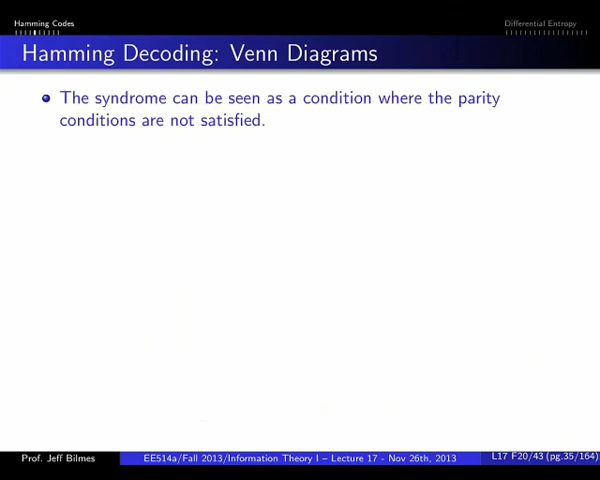 Hamming Codes
Differential Entropy
Hamming Decoding: Venn Diagrams
The syndrome can be seen as a condition where the parity
conditions are not satisfied.
Prof. Jeff Bilmes
EE514a/Fall 2013/Information Theory I – Lecture 17 - Nov 26th, 2013
L17 F20/43 (pg.35/164)